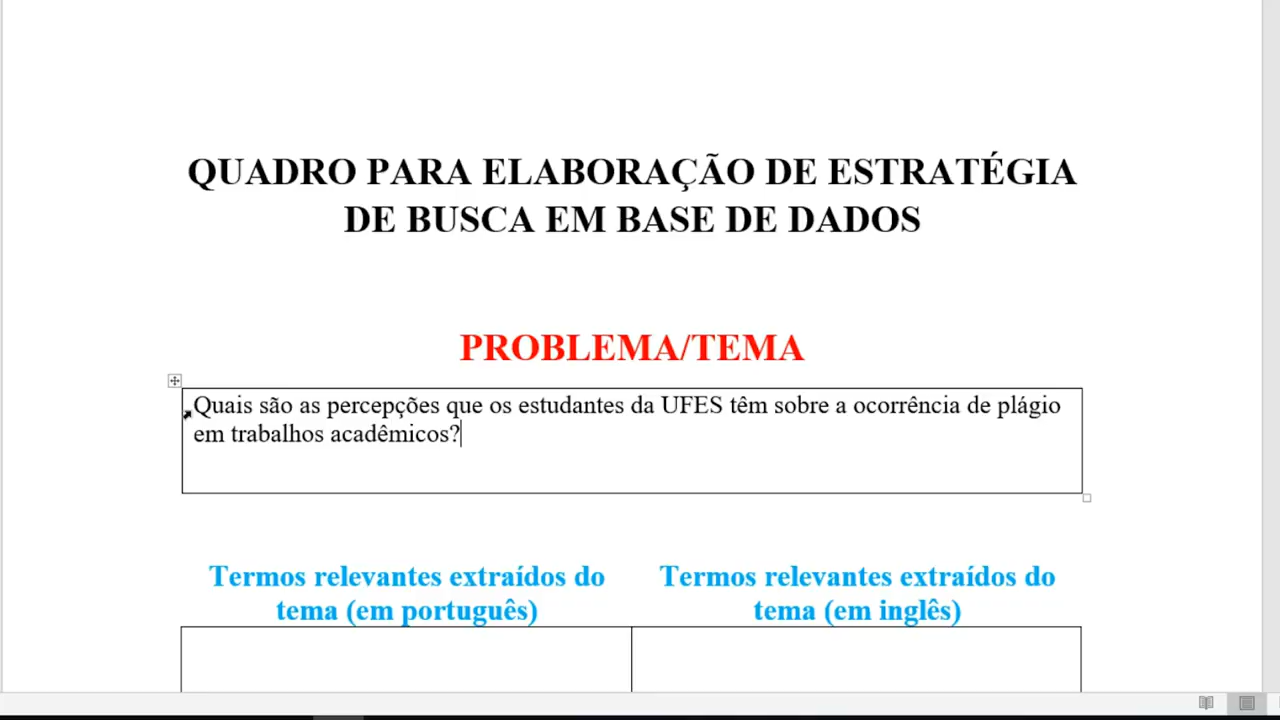 QUADRO PARA ELABORAÇÃO DE ESTRATÉGIA
DE BUSCA EM BASE DE DADOS
PROBLEMA/TEMA
Quais são as percepções que os estudantes da UFES têm sobre a ocorrência de plágio
em trabalhos acadêmicos?
Termos relevantes extraídos do
tema (em português)
Termos relevantes extraídos do
tema (em inglês)